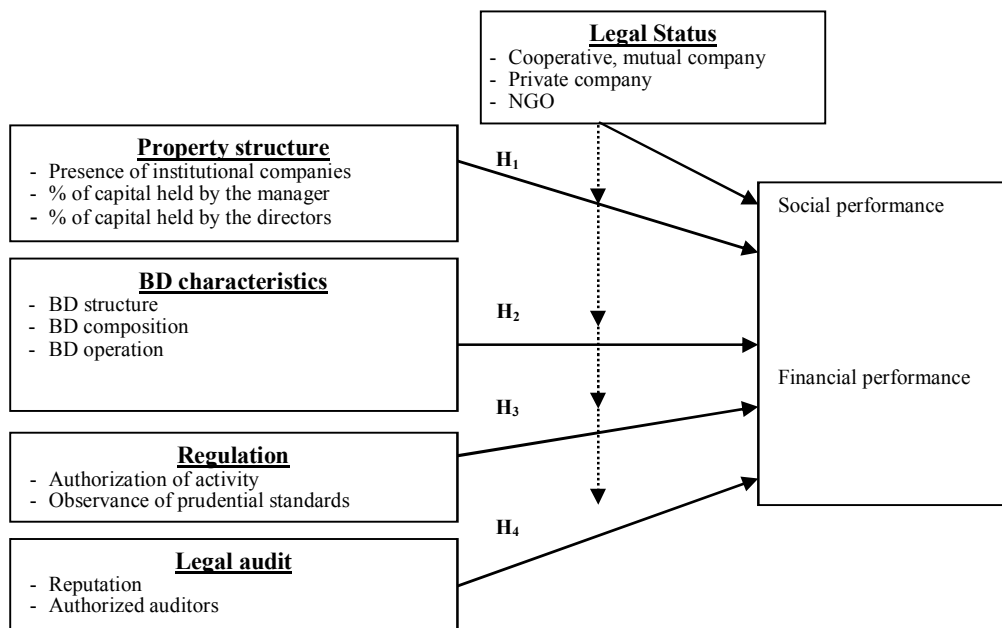 Legal Status
- Cooperative, mutual company
- Private company
- NGO
Property structure
- Presence of institutional companies
- % of capital held by the manager
- % of capital held by the directors
H₁
Social performance
BD characteristics
- BD structure
- BD composition
- BD operation
H₂
Financial performance
H₃
Regulation
- Authorization of activity
- Observance of prudential standards
H₄
Legal audit
- Reputation
- Authorized auditors